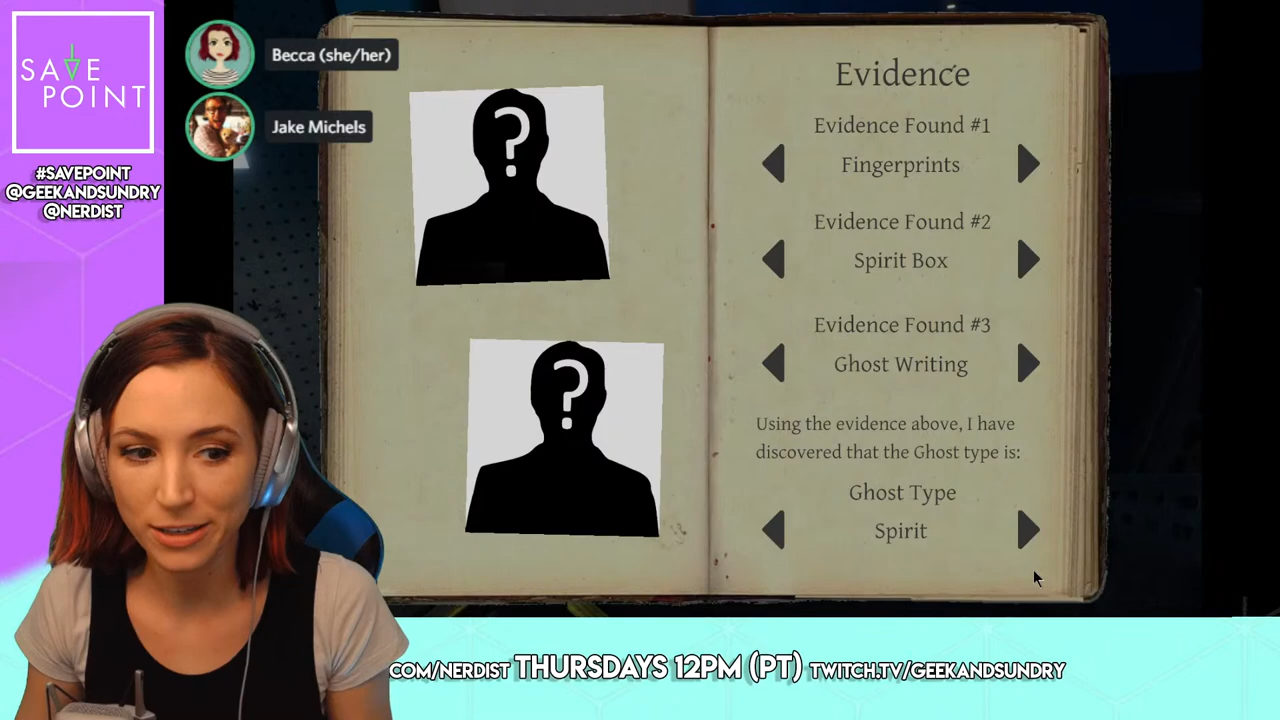 SAVE
POINT
#SAVEPOINT
@GEEKANDSUNDRY
@NERDIST
Becca (she/her)
Jake Michels
?
?
Evidence
Evidence Found #1
Fingerprints
Evidence Found #2
Spirit Box
Evidence Found #3
Ghost Writing
Using the evidence above, I have
discovered that the Ghost type is:
Ghost Type
Spirit
COM/NERDIST THURSDAYS 12PM (PT) TWITCH.TV/GEEKANDSUNDRY